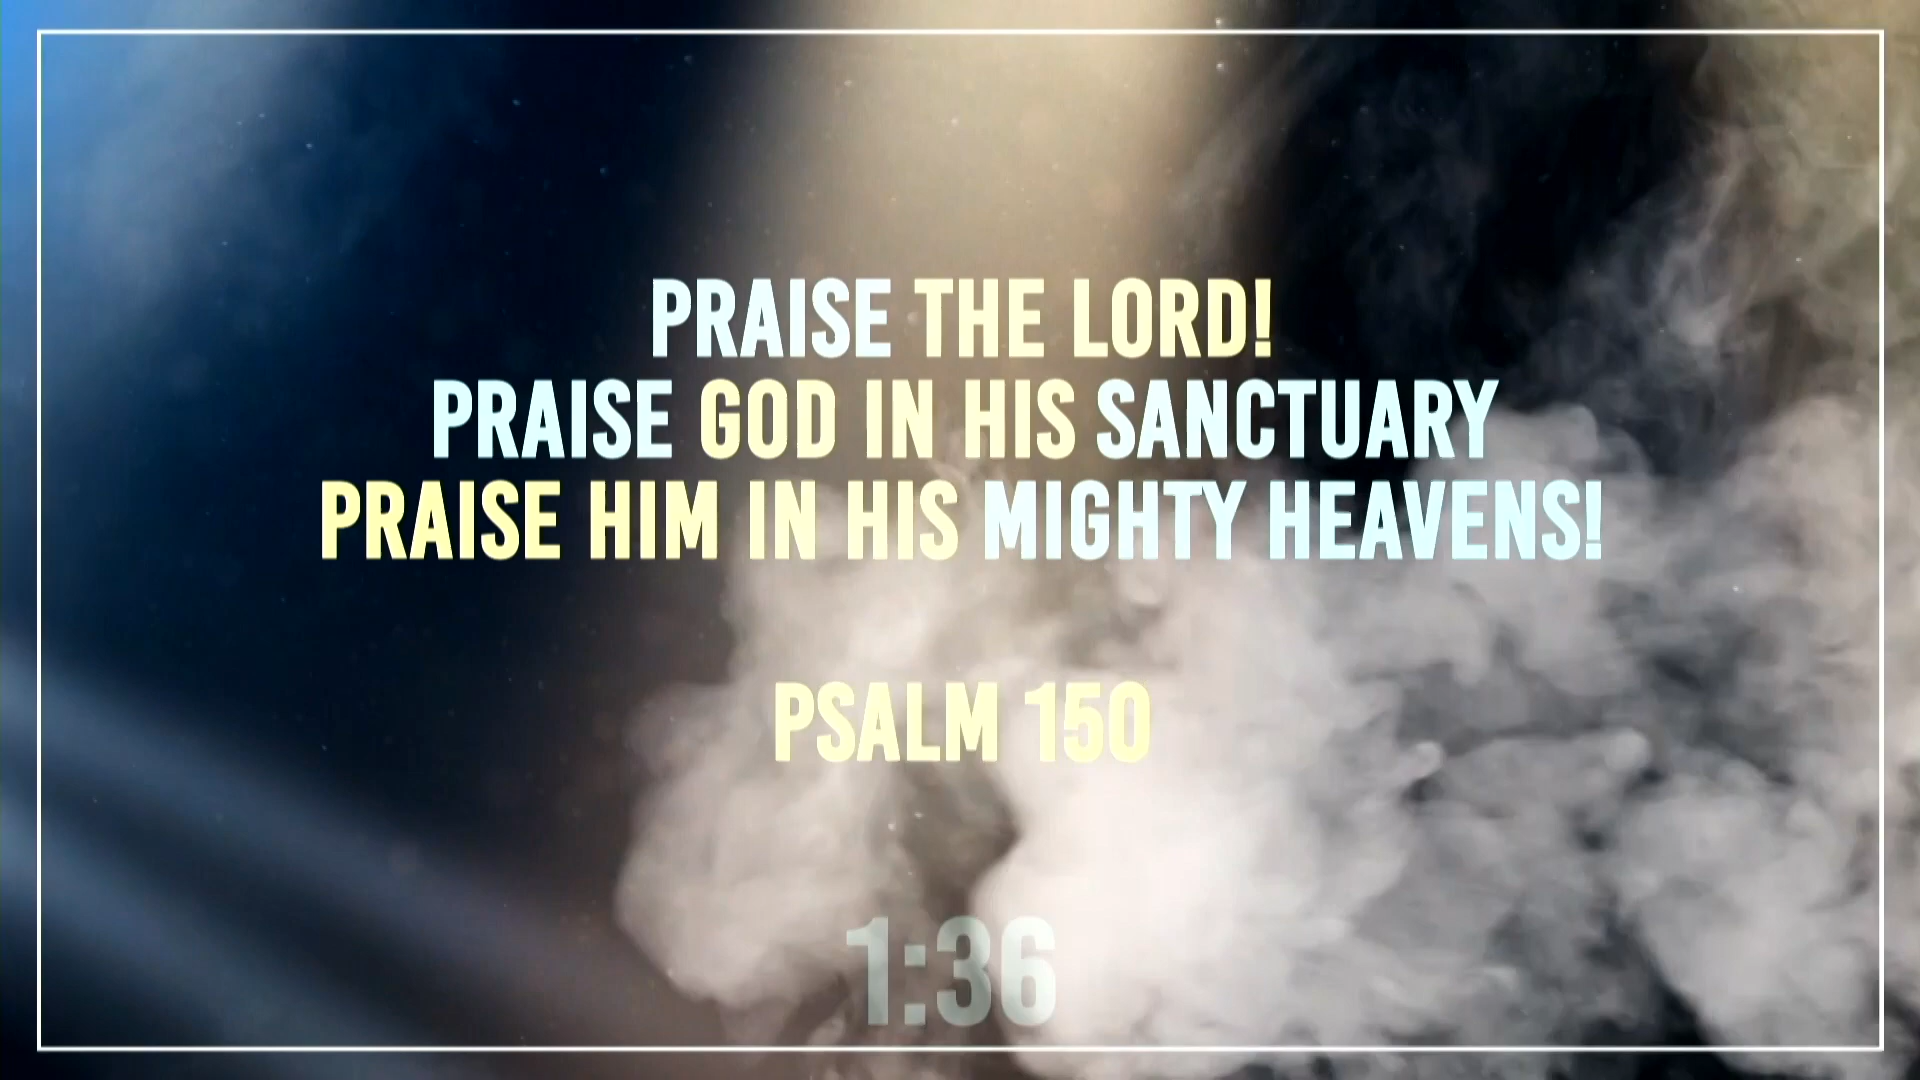 PRAISE THE LORD!
PRAISE GOD IN HIS SANCTUARY
PRAISE HIM IN HIS MIGHTY HEAVENS!
PSALM 150
1:36